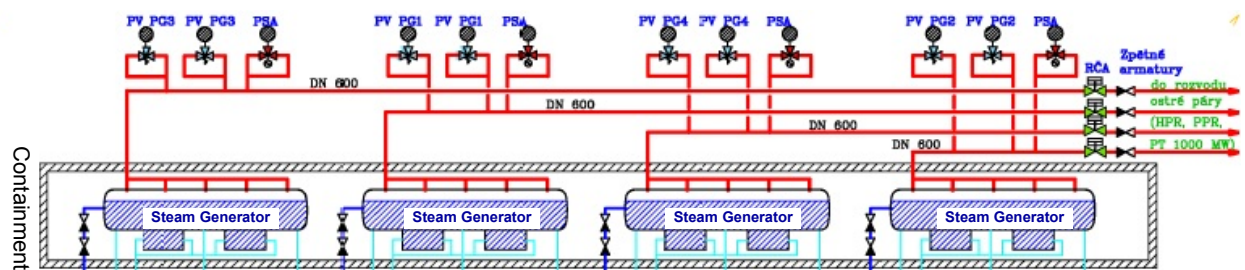 PV PG3 PV PG3 PSA
PV PG1 PV PG1 PSA
PV PG4 PV PG4 PSA
PV PG2 PV PG2 PSA
RČA
Zpětné
armatury
DN 600
do rozvodu
DN 600
ostré páry
DN 600
(HPR, PPR,
DN 600
PT 1000 MW)
Containment
Steam Generator
Steam Generator
Steam Generator
Steam Generator